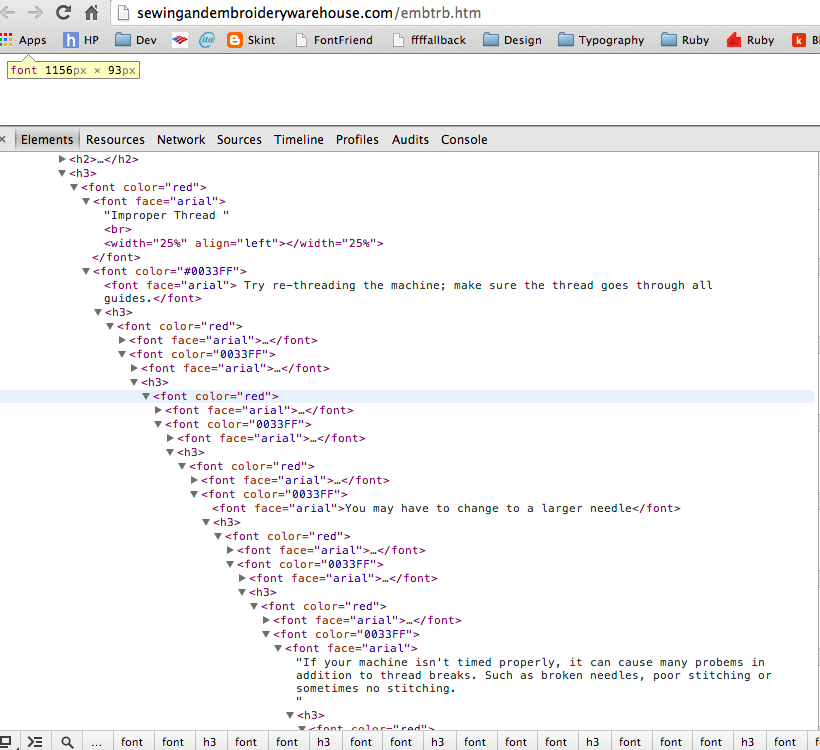 sewingandembroiderywarehouse.com/embtrb.htm
Apps HP Dev ita Skint FontFriend ffffallback Design Typography Ruby Ruby k
font 1156px × 93px
× Elements Resources Network Sources Timeline Profiles Audits Console
▶<h2>…</h2>
▼<h3>
▼<font color="red">
▼<font face="arial">
"Improper Thread "
<br>
<width="25%" align="left"></width="25%">
</font>
▼<font color="#0033FF">
<font face="arial"> Try re-threading the machine; make sure the thread goes through all
guides.</font>
▼<h3>
▼<font color="red">
▶<font face="arial">…</font>
▼<font color="0033FF">
▶<font face="arial">…</font>
▼<h3>
▼<font color="red">
▶<font face="arial">…</font>
▼<font color="0033FF">
▶<font face="arial">…</font>
▼<h3>
▼<font color="red">
▶<font face="arial">…</font>
▼<font color="0033FF">
<font face="arial">You may have to change to a larger needle</font>
▼<h3>
▼<font color="red">
▶<font face="arial">…</font>
▼<font color="0033FF">
▶<font face="arial">…</font>
▼<h3>
▼<font color="red">
▶<font face="arial">…</font>
▼<font color="0033FF">
▼<font face="arial">
"If your machine isn't timed properly, it can cause many probems in
addition to thread breaks. Such as broken needles, poor stitching or
sometimes no stitching.
"
▼<h3>
▼<font color="red">
... font font h3 font font h3 font font h3 font font font h3 font font font h3 font